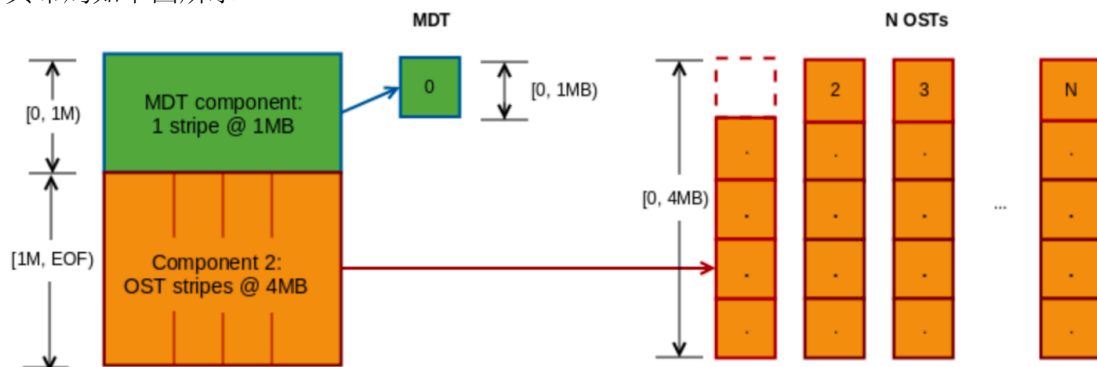 MDT
N OSTs
[0, 1M)
MDT component:
1 stripe @ 1MB
0
[0, 1MB)
2
3
N
[0, 4MB)
...
[1M, EOF)
Component 2:
OST stripes @ 4MB